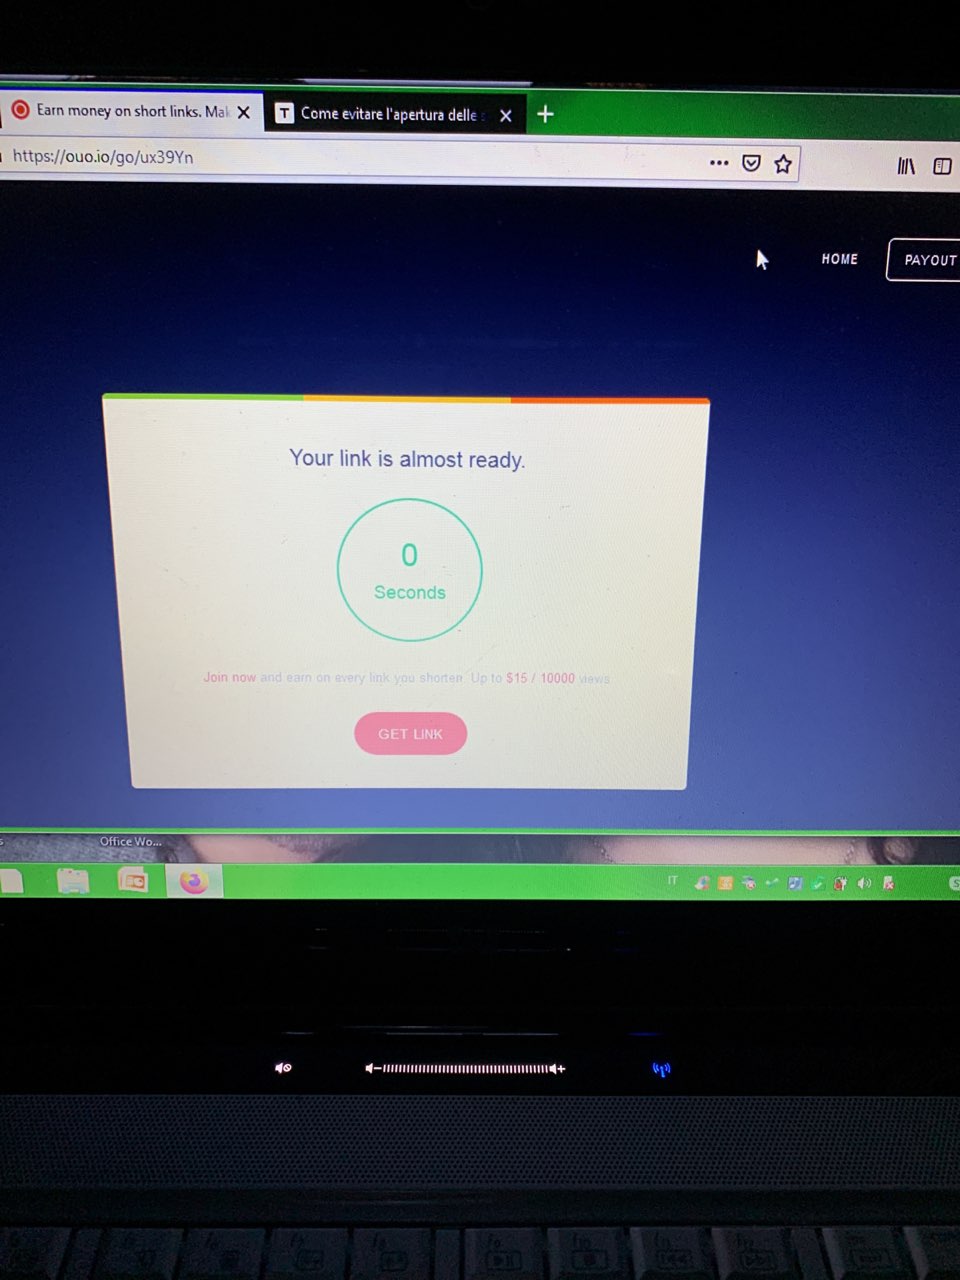 Earn money on short links. Mak
Come evitare l'apertura delle
https://ouo.io/go/ux39Yn
HOME
PAYOUT
Your link is almost ready.
0
Seconds
Join now and earn on every link you shorten. Up to $15 / 10000 views
GET LINK
Office Wo...
IT